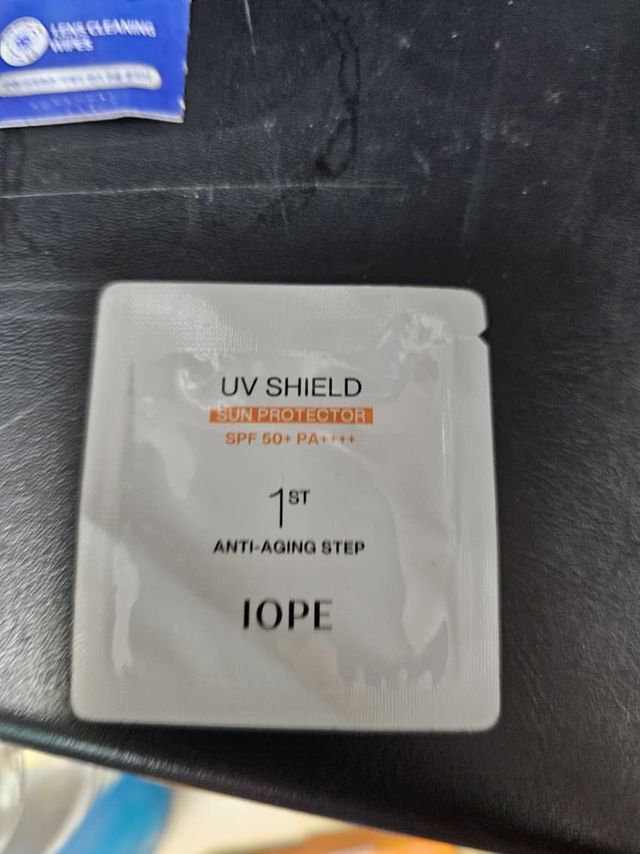 LENS CLEANING
WIPES
UV SHIELD
SUN PROTECTOR
SPF 50+ PA++++
1ST
ANTI-AGING STEP
IOPE